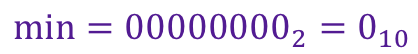 min = 00000000₂ = 0₁₀